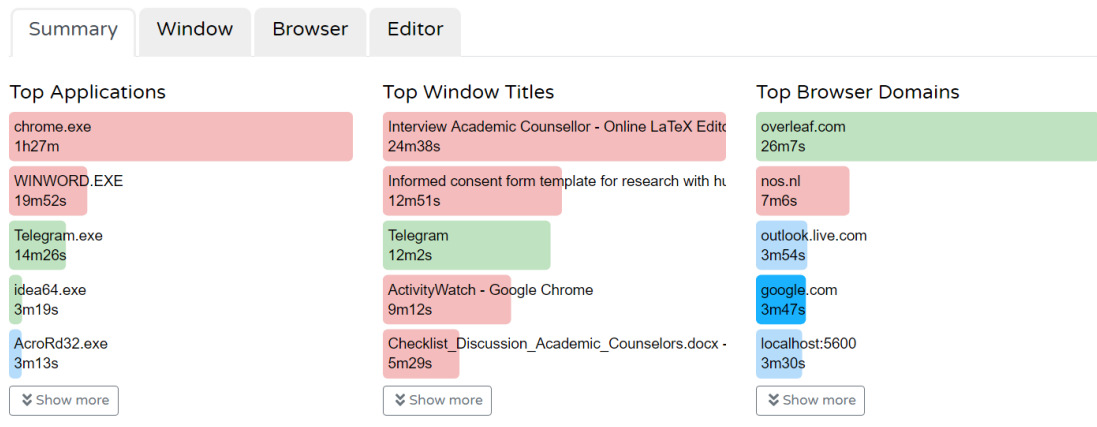 Summary
Window
Browser
Editor
Top Applications
chrome.exe
1h27m
WINWORD.EXE
19m52s
Telegram.exe
14m26s
idea64.exe
3m19s
AcroRd32.exe
3m13s
Show more
Top Window Titles
Interview Academic Counsellor - Online LaTeX Edito
24m38s
Informed consent form template for research with hu
12m51s
Telegram
12m2s
ActivityWatch - Google Chrome
9m12s
Checklist_Discussion_Academic_Counselors.docx -
5m29s
Show more
Top Browser Domains
overleaf.com
26m7s
nos.nl
7m6s
outlook.live.com
3m54s
google.com
3m47s
localhost:5600
3m30s
Show more